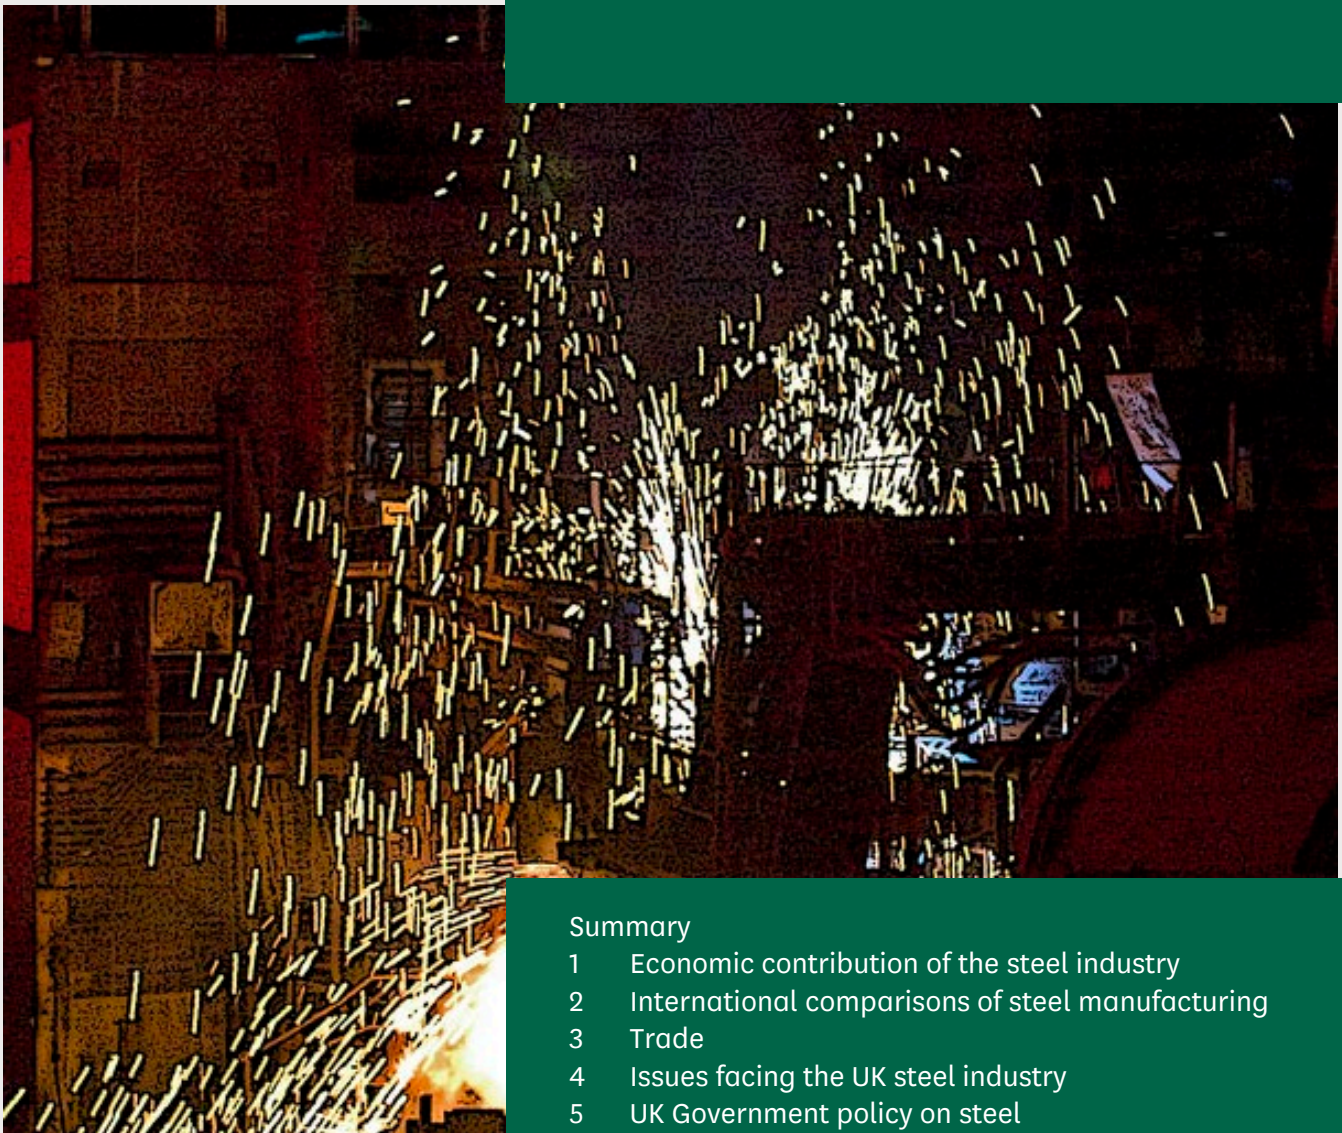 Summary
1 Economic contribution of the steel industry
2 International comparisons of steel manufacturing
3 Trade
4 Issues facing the UK steel industry
5 UK Government policy on steel